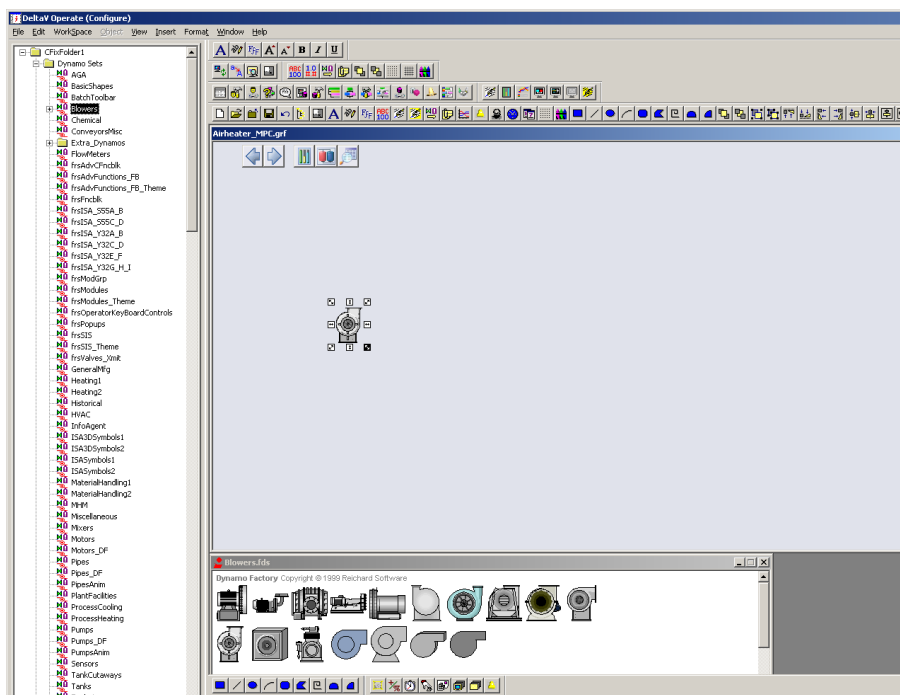 DeltaV Operate (Configure)
File Edit WorkSpace Object View Insert Format Window Help
CFixFolder1
Dynamo Sets
AGA
BasicShapes
BatchToolbar
Blowers
Chemical
ConveyorsMisc
Extra_Dynamos
FlowMeters
frsAdvCFncblk
frsAdvFunctions_FB
frsAdvFunctions_FB_Theme
frsFncblk
frsISA_S55A_B
frsISA_S55C_D
frsISA_Y32A_B
frsISA_Y32C_D
frsISA_Y32E_F
frsISA_Y32G_H_I
frsModGrp
frsModules
frsModules_Theme
frsOperatorKeyBoardControls
frsPopups
frsSIS
frsSIS_Theme
frsValves_Xmit
GeneralMfg
Heating1
Heating2
Historical
HVAC
InfoAgent
ISA3DSymbols1
ISA3DSymbols2
ISASymbols1
ISASymbols2
MaterialHandling1
MaterialHandling2
MHM
Miscellaneous
Mixers
Motors
Motors_DF
Pipes
Pipes_DF
PipesAnim
PlantFacilities
ProcessCooling
ProcessHeating
Pumps
Pumps_DF
PumpsAnim
Sensors
TankCutaways
Tanks
Airheater_MPC.grf
Blowers.fds
Dynamo Factory Copyright © 1999 Reichard Software